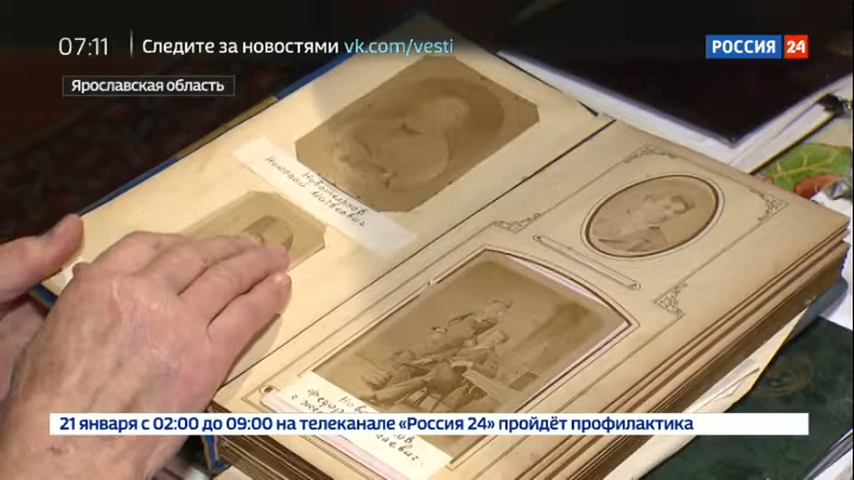 07:11
Следите за новостями vk.com/vesti
РОССИЯ 24
Ярославская область
Николай Матвеевич
21 января с 02:00 до 09:00 на телеканале «Россия 24» пройдёт профилактика